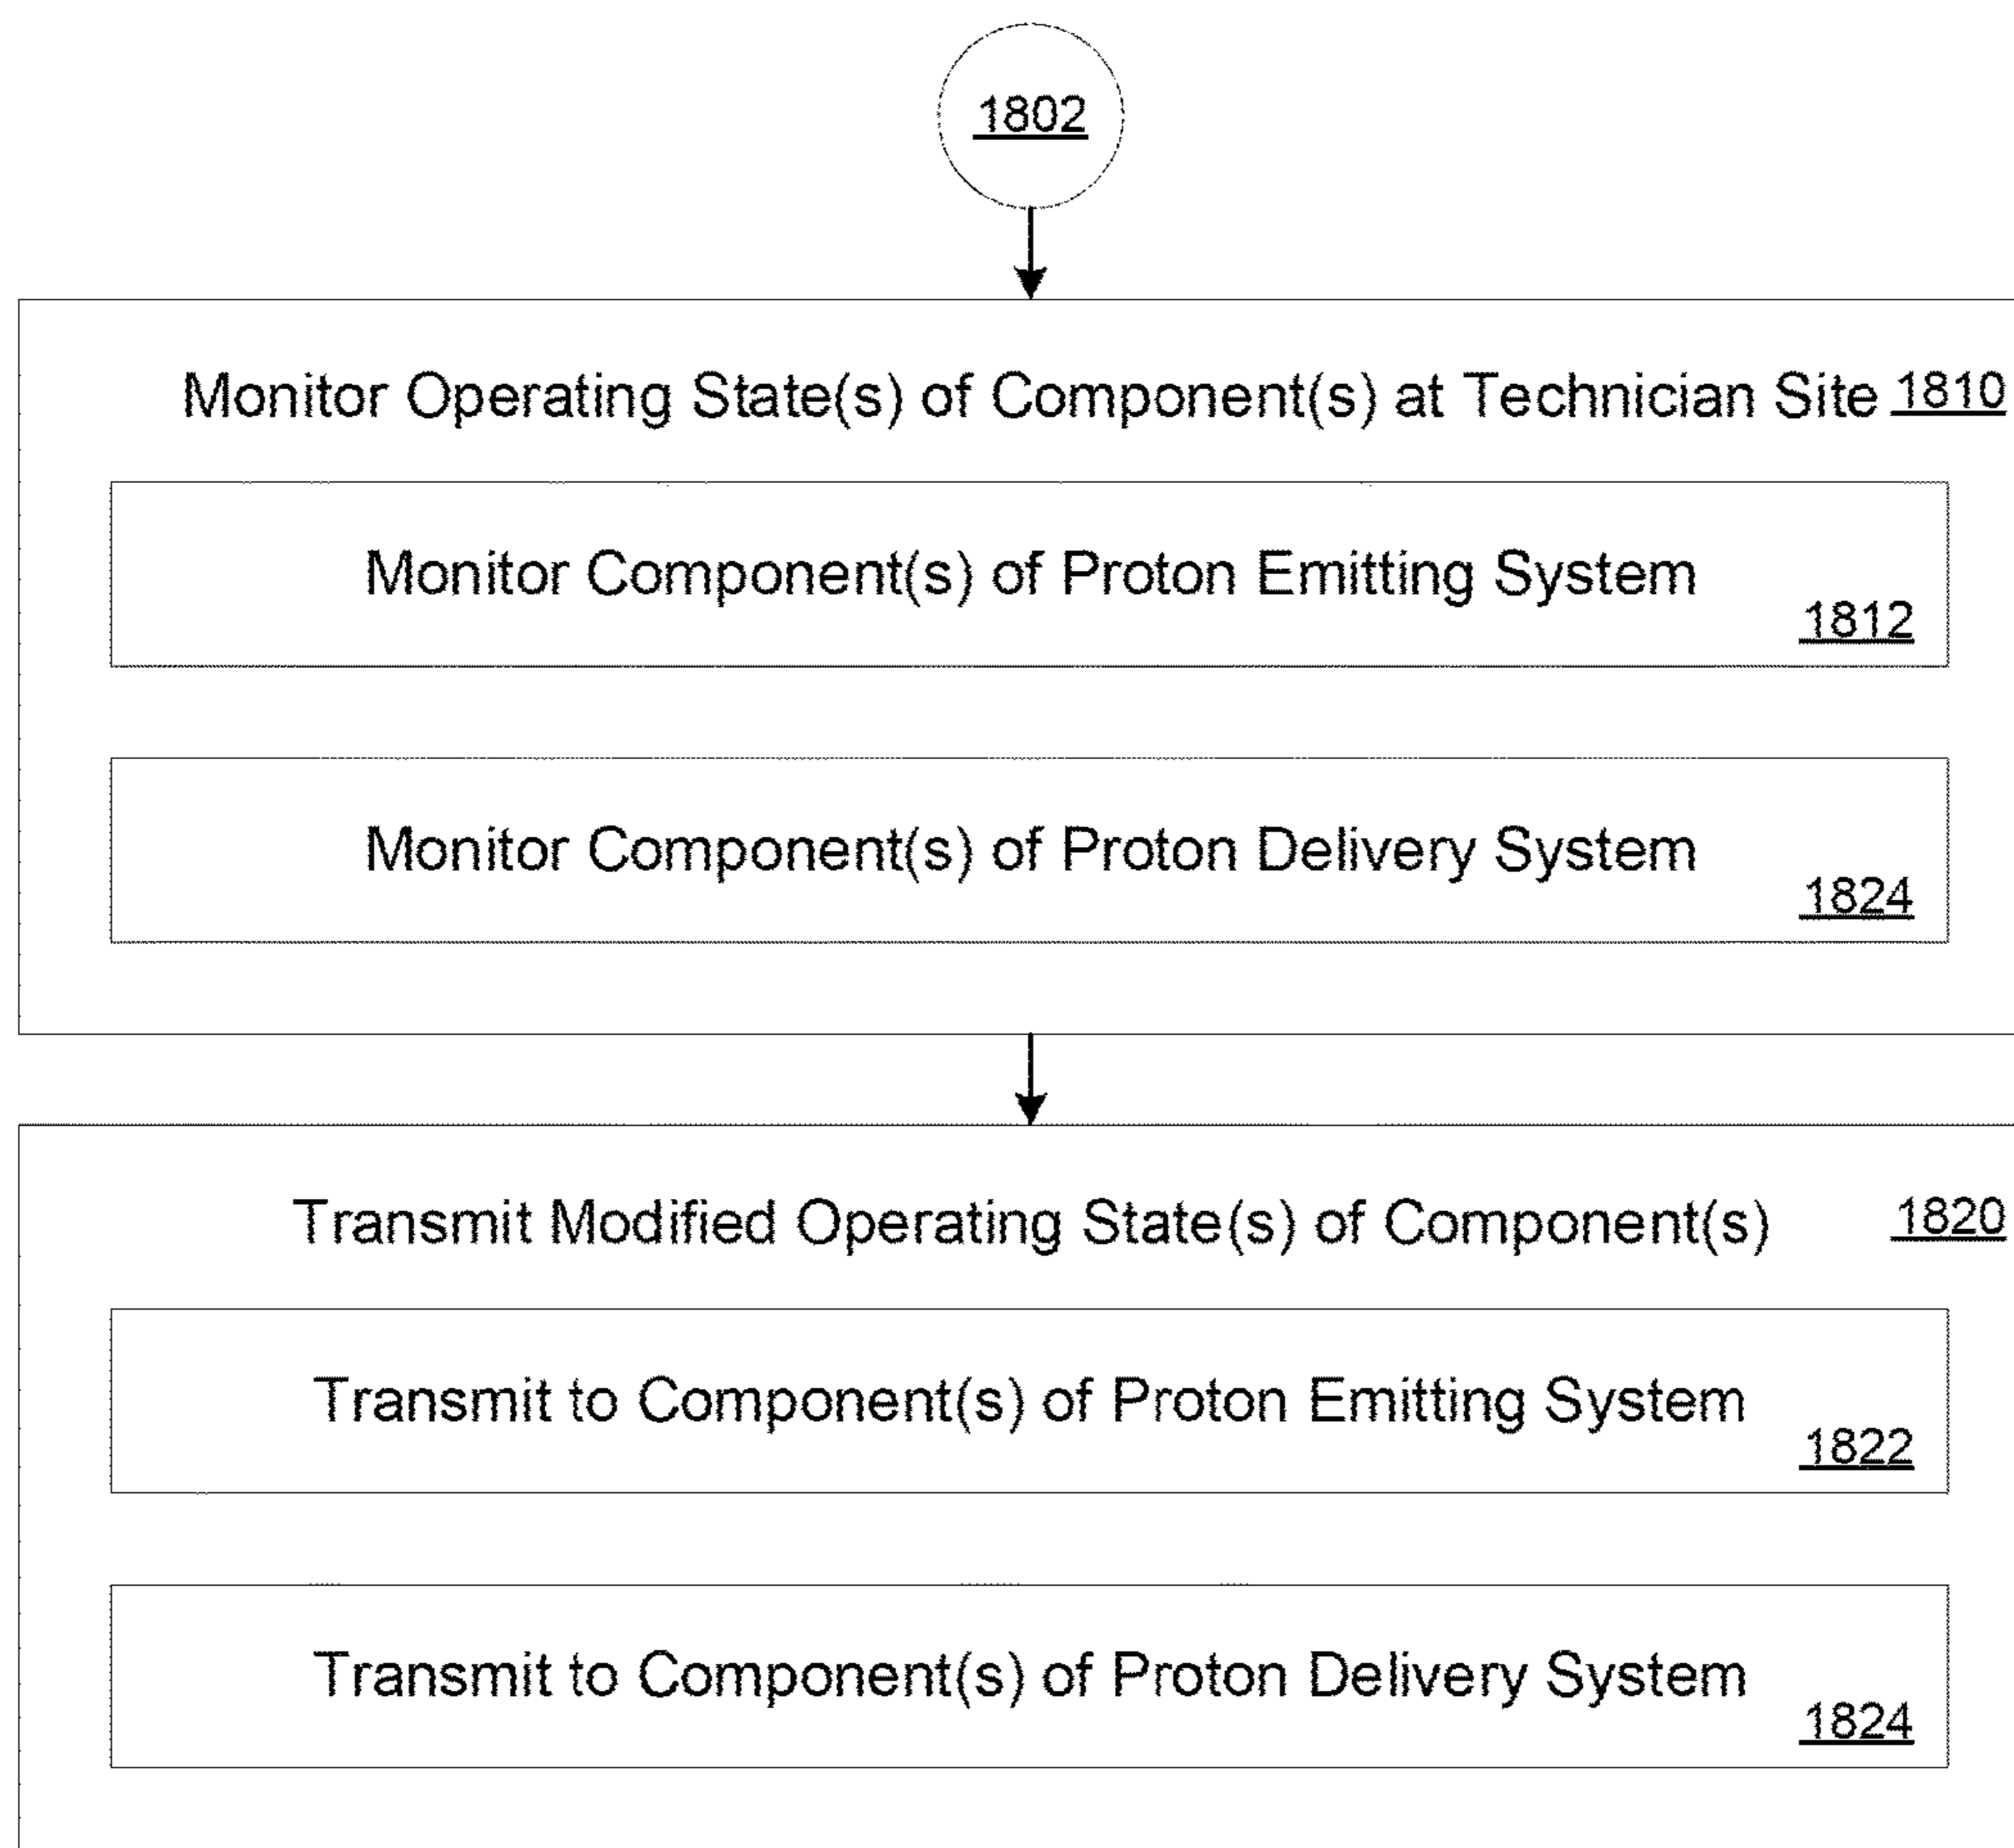 1802
Monitor Operating State(s) of Component(s) at Technician Site 1810
Monitor Component(s) of Proton Emitting System
1812
Monitor Component(s) of Proton Delivery System
1824
Transmit Modified Operating State(s) of Component(s) 1820
Transmit to Component(s) of Proton Emitting System
1822
Transmit to Component(s) of Proton Delivery System
1824